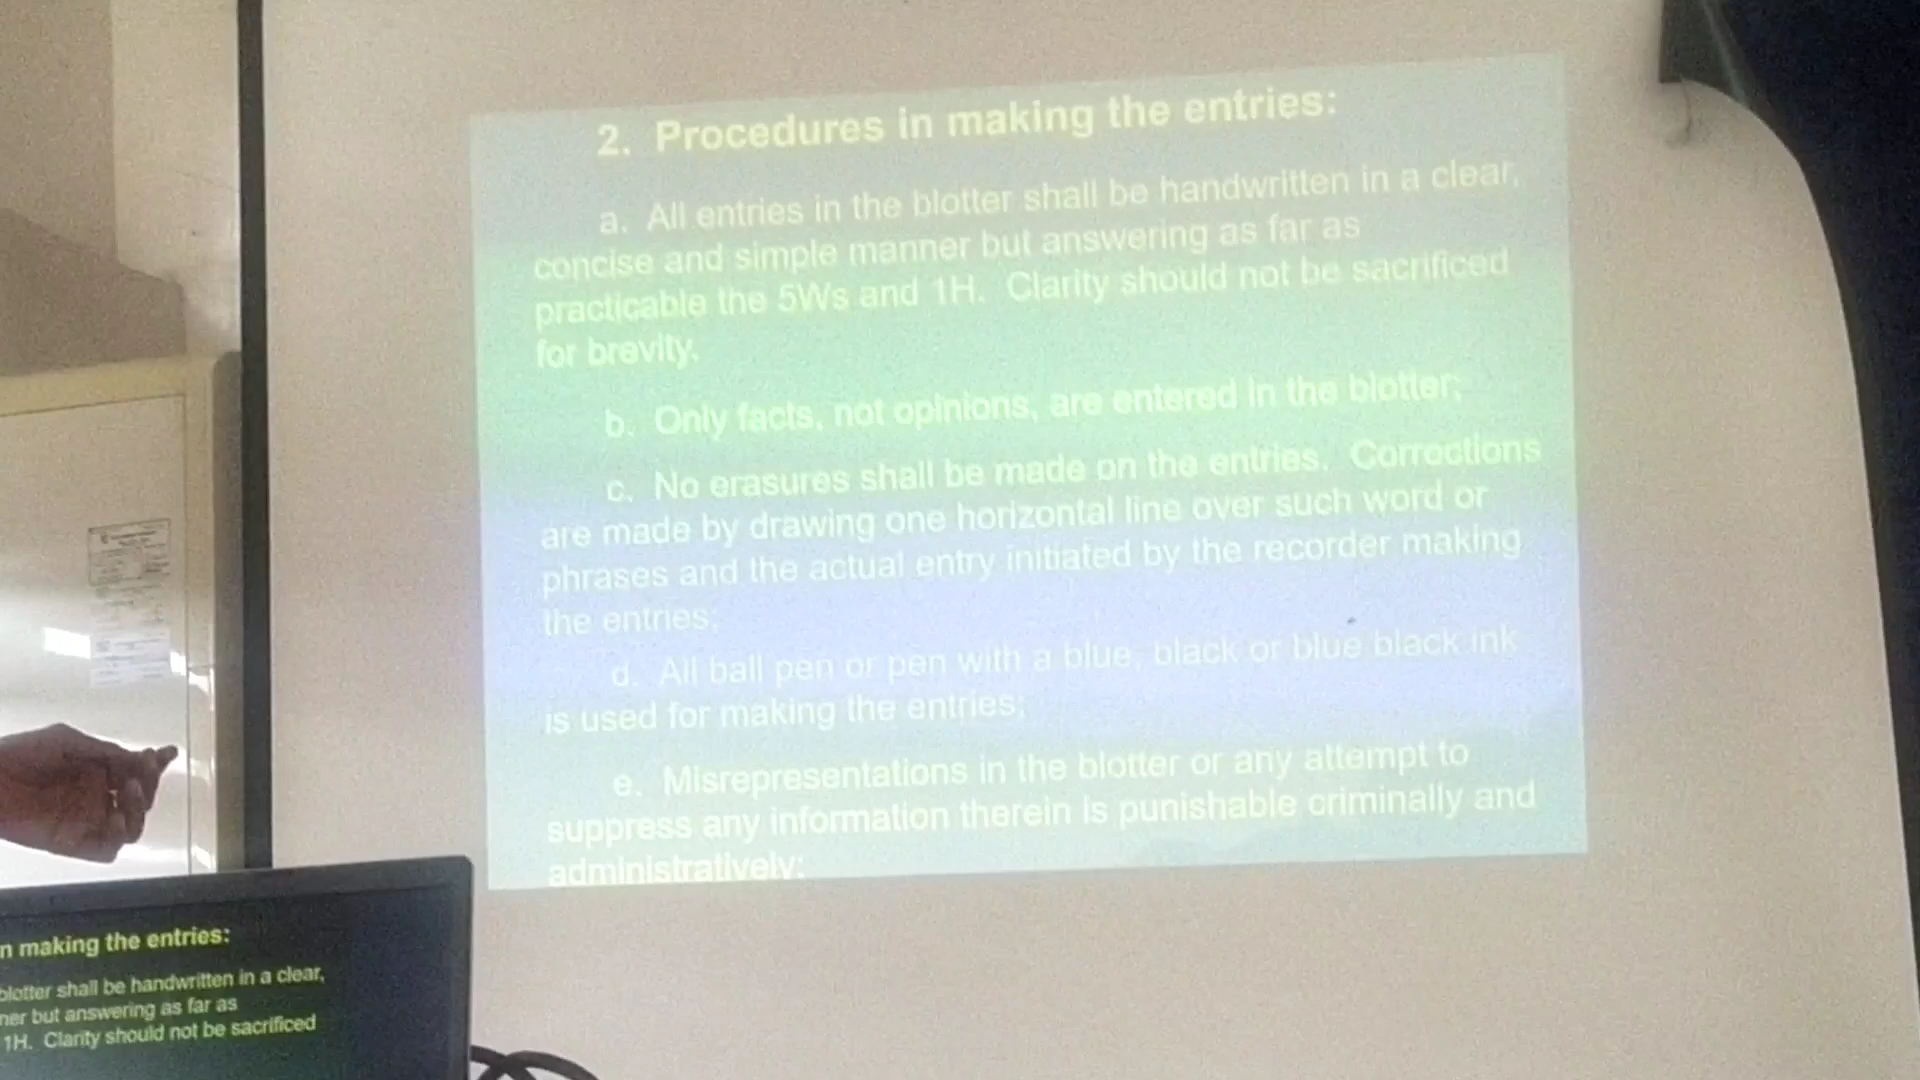 2. Procedures in making the entries:
a. All entries in the blotter shall be handwritten in a clear,
concise and simple manner but answering as far as
practicable the 5Ws and 1H. Clarity should not be sacrificed
for brevity.
b. Only facts, not opinions, are entered in the blotter;
c. No erasures shall be made on the entries. Corrections
are made by drawing one horizontal line over such word or
phrases and the actual entry initiated by the recorder making
the entries;
d. All ball pen or pen with a blue, black or blue black ink
is used for making the entries;
e. Misrepresentations in the blotter or any attempt to
suppress any information therein is punishable criminally and
administratively;
n making the entries:
blotter shall be handwritten in a clear,
ner but answering as far as
1H. Clarity should not be sacrificed